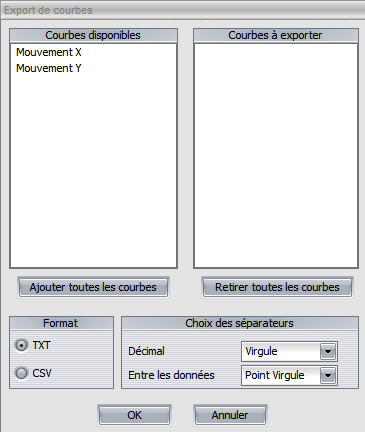 Export de courbes
Courbes disponibles
Courbes à exporter
Mouvement X
Mouvement Y
Ajouter toutes les courbes
Retirer toutes les courbes
Format
Choix des séparateurs
TXT
Décimal
Virgule
CSV
Entre les données
Point Virgule
OK
Annuler